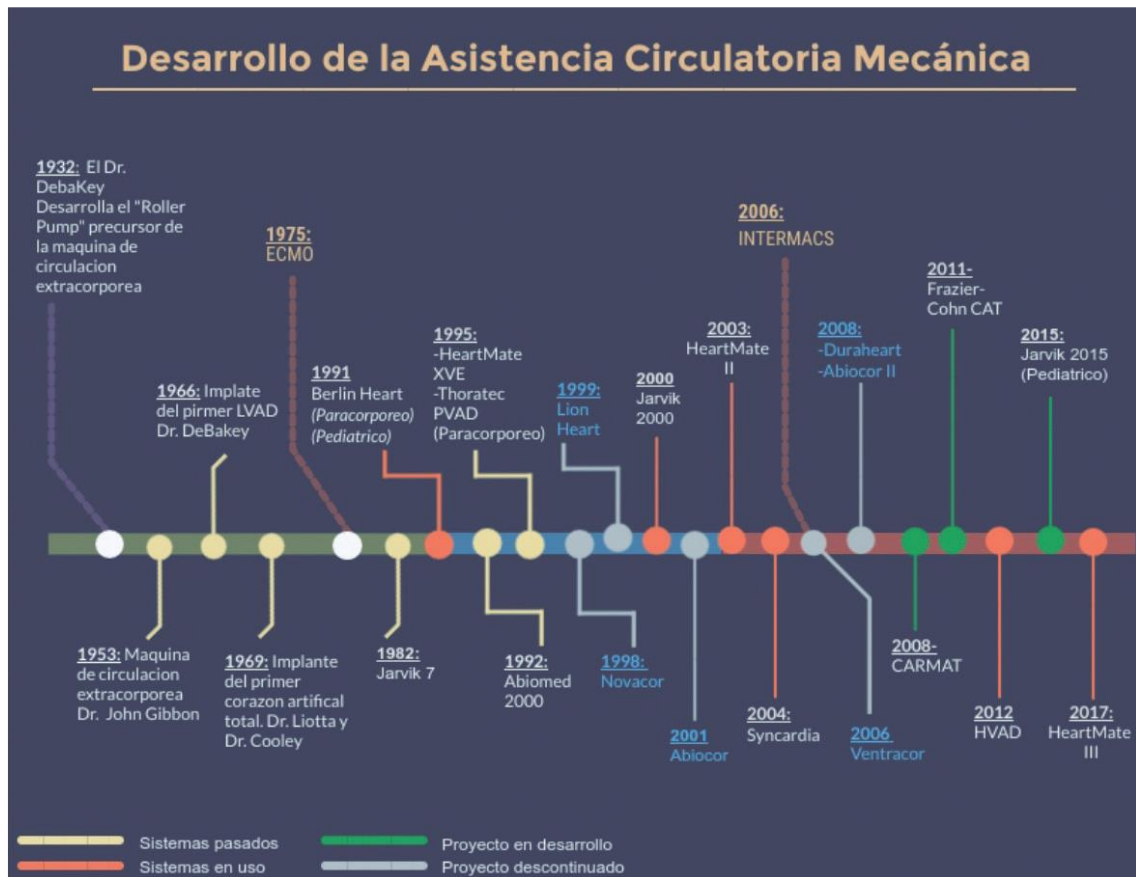 Desarrollo de la Asistencia Circulatoria Mecánica
1932: El Dr.
DebaKey
Desarrolla el "Roller
Pump" precursor de
la maquina de
circulacion
extracorporea
1975:
ECMO
2006:
INTERMACS
1966: Implate
del pirmer LVAD
Dr. DeBakey
1991
Berlin Heart
(Paracorporeo)
(Pediatrico)
1995:
-HeartMate
XVE
-Thoratec
PVAD
(Paracorporeo)
1999:
Lion
Heart
2000
Jarvik
2000
2003:
HeartMate
II
2008:
-Duraheart
-Abiocor II
2011-
Frazier-
Cohn CAT
2015:
Jarvik 2015
(Pediatrico)
1953: Maquina
de circulacion
extracorporea
Dr. John Gibbon
1969: Implante
del primer
corazon artifical
total. Dr. Liotta y
Dr. Cooley
1982:
Jarvik 7
1992:
Abiomed
2000
1998:
Novacor
2001
Abiocor
2004:
Syncardia
2006
Ventracor
2008-
CARMAT
2012
HVAD
2017:
HeartMate
III
Sistemas pasados
Sistemas en uso
Proyecto en desarrollo
Proyecto descontinuado